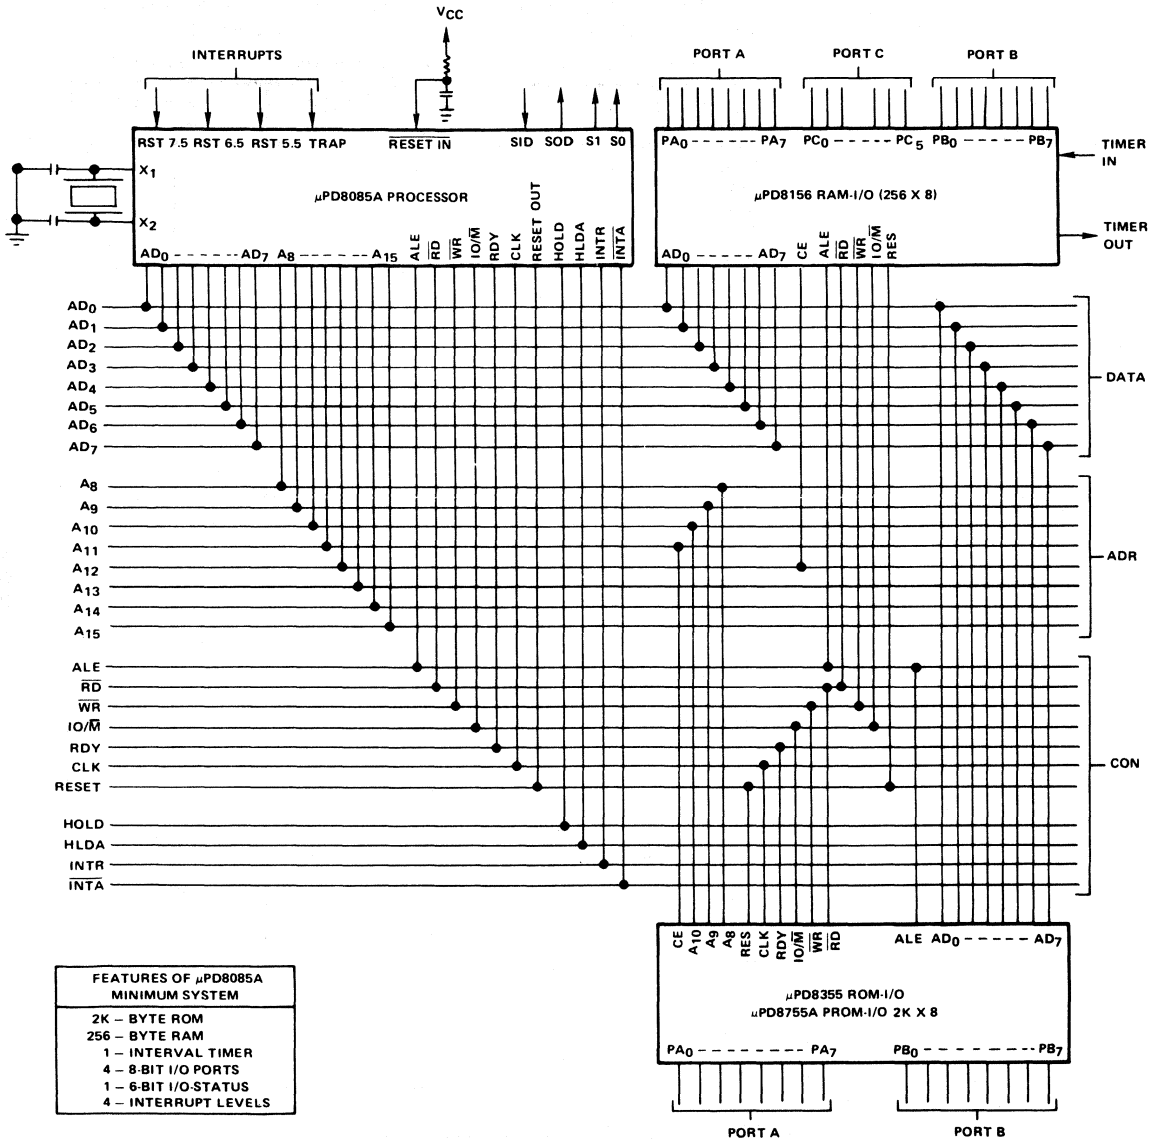 VCC
INTERRUPTS
PORT A
PORT C
PORT B
RST 7.5 RST 6.5 RST 5.5 TRAP
RESET IN
SID SOD S1 S0
PA0 - - - - - - PA7
PC0 - - - - - - PC5
PB0 - - - - - - PB7
TIMER
IN
X1
µPD8085A PROCESSOR
µPD8156 RAM-I/O (256 X 8)
X2
TIMER
OUT
AD0 - - - - - - - AD7 A8 - - - - - - - A15
ALE
RD
WR
IO/M
RDY
CLK
RESET OUT
HOLD
HLDA
INTR
INTA
AD0 - - - - - - AD7
CE
ALE
RD
WR
IO/M
RES
AD0
AD1
AD2
AD3
AD4
AD5
AD6
AD7
DATA
A8
A9
A10
A11
A12
A13
A14
A15
ADR
ALE
RD
WR
IO/M
RDY
CLK
RESET
HOLD
HLDA
INTR
INTA
CON
CE
A10
A9
A8
RES
CLK
RDY
IO/M
WR
RD
ALE AD0 - - - - - - AD7
µPD8355 ROM-I/O
µPD8755A PROM-I/O 2K X 8
PA0 - - - - - - - - - PA7
PB0 - - - - - - - - - PB7
PORT A
PORT B
FEATURES OF µPD8085A
MINIMUM SYSTEM
2K – BYTE ROM
256 – BYTE RAM
1 – INTERVAL TIMER
4 – 8-BIT I/O PORTS
1 – 6-BIT I/O-STATUS
4 – INTERRUPT LEVELS